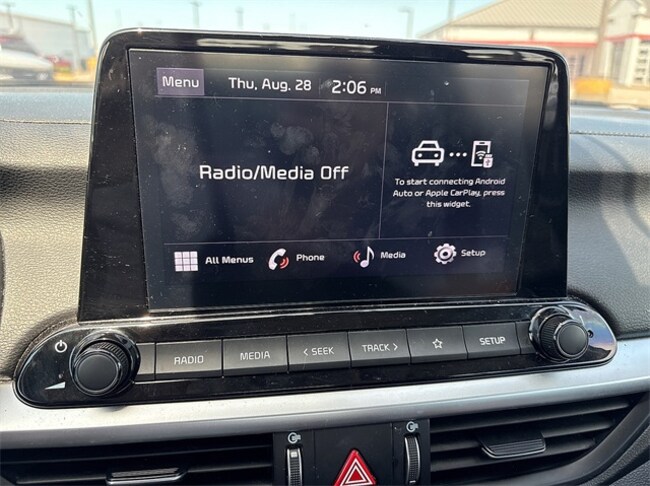 Menu Thu, Aug. 28 2:06 PM
Radio/Media Off
To start connecting Android
Auto or Apple CarPlay, press
this widget.
All Menus Phone Media Setup
RADIO MEDIA < SEEK TRACK > SETUP